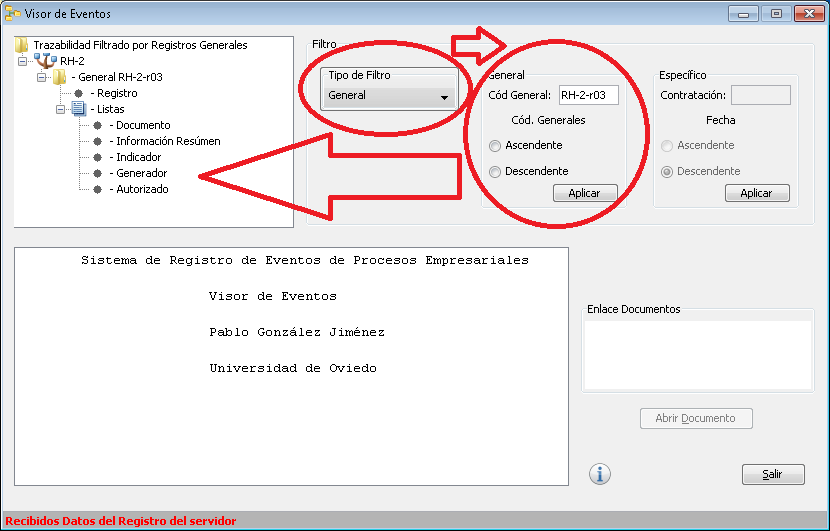 Visor de Eventos
Trazabilidad Filtrado por Registros Generales
RH-2
- General RH-2-r03
- Registro
- Listas
- Documento
- Información Resúmen
- Indicador
- Generador
- Autorizado
Filtro
Tipo de Filtro
General
General
Cód General: RH-2-r03
Cód. Generales
Ascendente
Descendente
Aplicar
Específico
Contratación:
Fecha
Ascendente
Descendente
Aplicar
Sistema de Registro de Eventos de Procesos Empresariales
Visor de Eventos
Pablo González Jiménez
Universidad de Oviedo
Enlace Documentos
Abrir Documento
Salir
Recibidos Datos del Registro del servidor